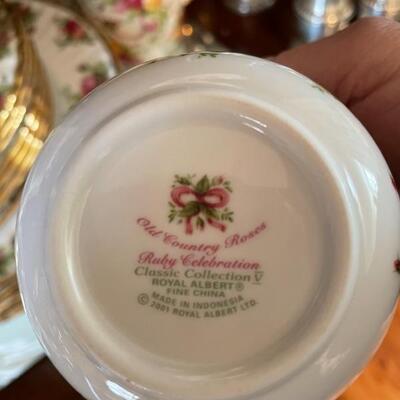 Old Country Roses
Ruby Celebration
Classic Collection V
ROYAL ALBERT®
FINE CHINA
MADE IN INDONESIA
© 2001 ROYAL ALBERT LTD.